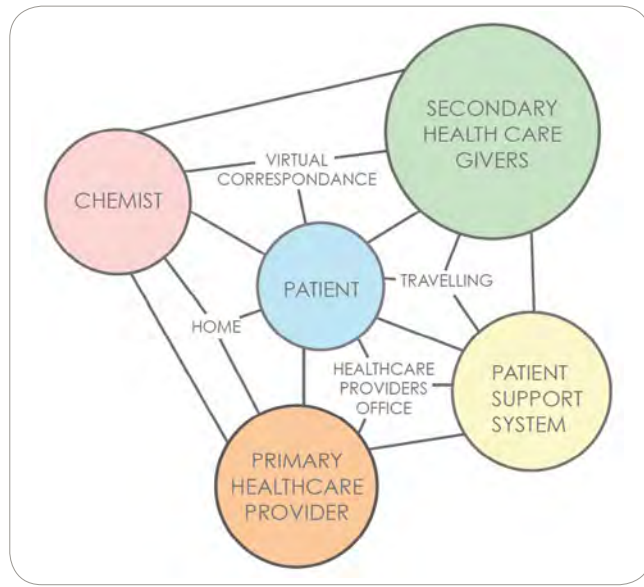 SECONDARY
HEALTH CARE
GIVERS
VIRTUAL
CORRESPONDANCE
CHEMIST
PATIENT
TRAVELLING
HOME
HEALTHCARE
PROVIDERS
OFFICE
PATIENT
SUPPORT
SYSTEM
PRIMARY
HEALTHCARE
PROVIDER